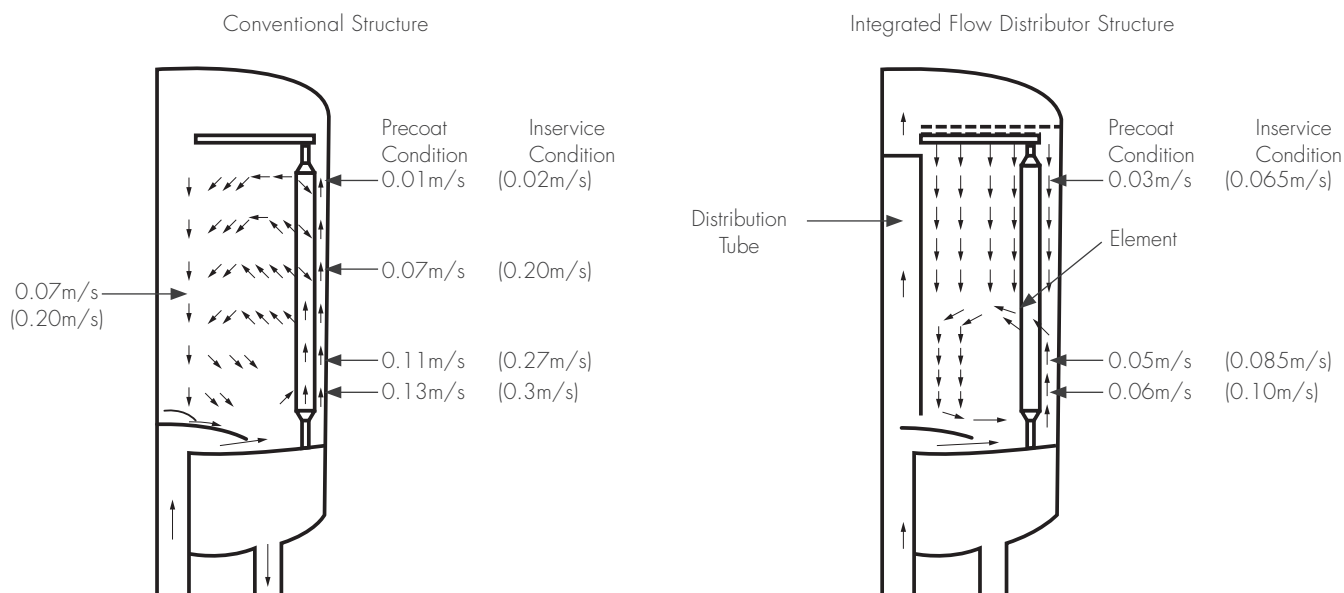 Conventional Structure
Precoat
Condition
Inservice
Condition
0.01m/s (0.02m/s)
0.07m/s (0.20m/s)
0.07m/s
(0.20m/s)
0.11m/s (0.27m/s)
0.13m/s (0.3m/s)
Integrated Flow Distributor Structure
Precoat
Condition
Inservice
Condition
0.03m/s (0.065m/s)
Distribution
Tube
Element
0.05m/s (0.085m/s)
0.06m/s (0.10m/s)